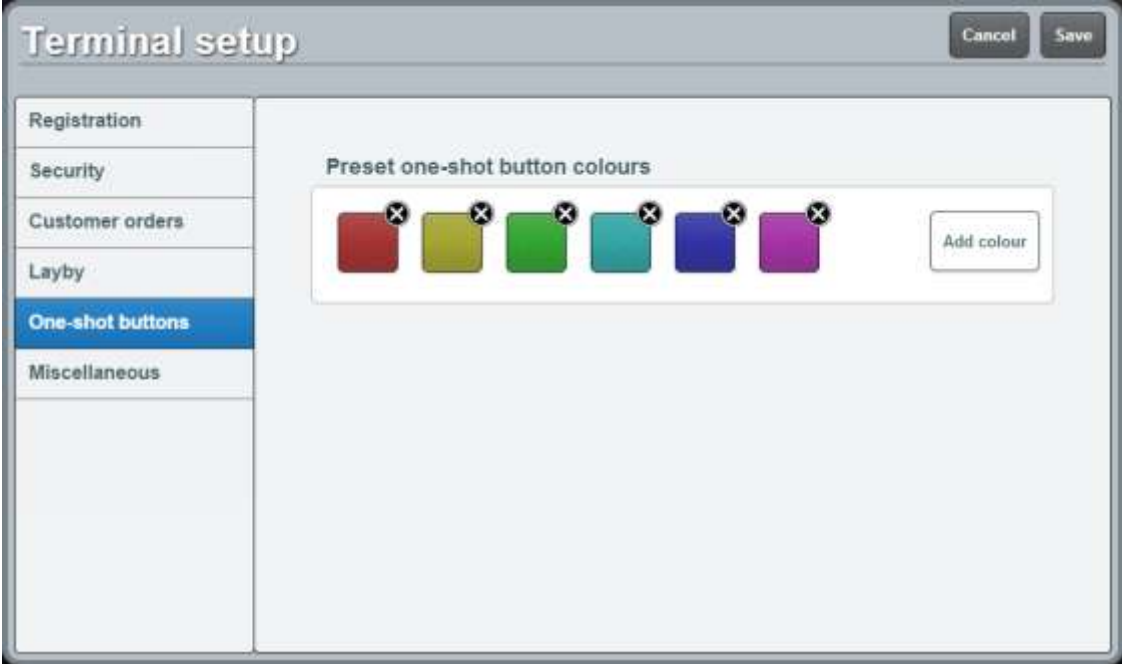 Terminal setup
Cancel
Save
Registration
Security
Customer orders
Layby
One-shot buttons
Miscellaneous
Preset one-shot button colours
Add colour